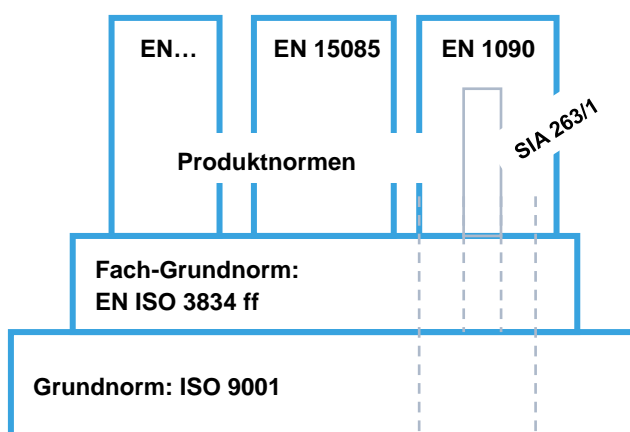 EN…
EN 15085
EN 1090
SIA 263/1
Produktnormen
Fach-Grundnorm:
EN ISO 3834 ff
Grundnorm: ISO 9001